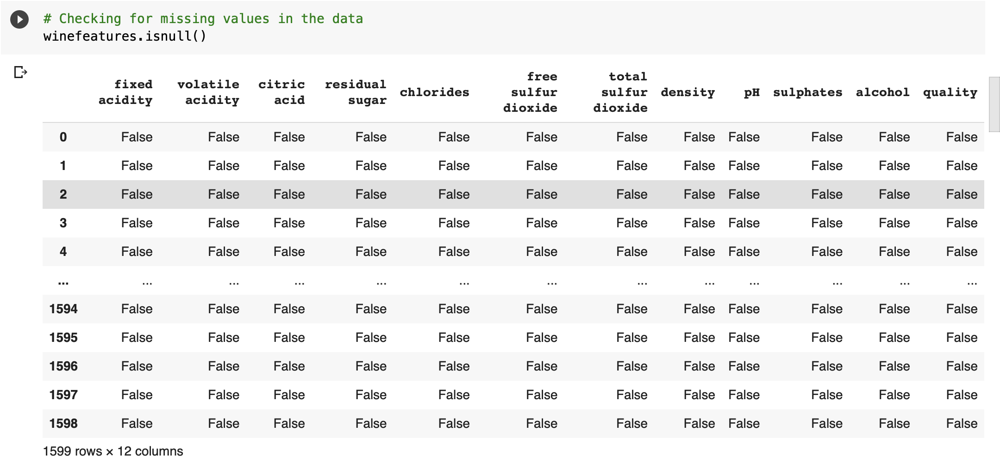 # Checking for missing values in the data
winefeatures.isnull()
fixed acidity volatile acidity citric acid residual sugar chlorides free sulfur dioxide total sulfur dioxide density pH sulphates alcohol quality
0 False False False False False False False False False False False False
1 False False False False False False False False False False False False
2 False False False False False False False False False False False False
3 False False False False False False False False False False False False
4 False False False False False False False False False False False False
... ... ... ... ... ... ... ... ... ... ... ... ...
1594 False False False False False False False False False False False False
1595 False False False False False False False False False False False False
1596 False False False False False False False False False False False False
1597 False False False False False False False False False False False False
1598 False False False False False False False False False False False False
1599 rows × 12 columns